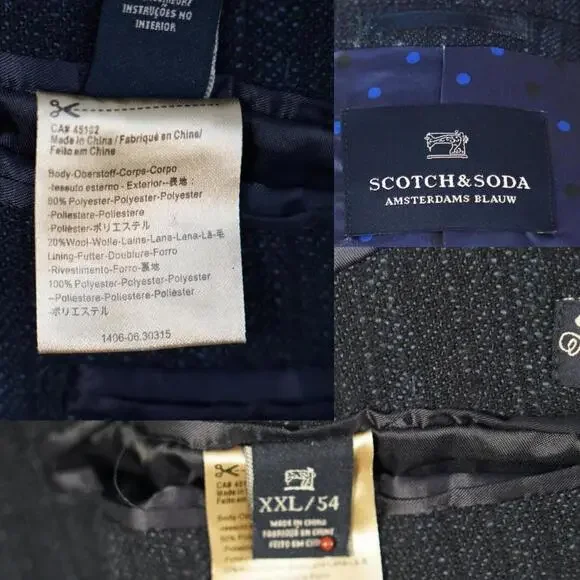 INSTRUÇÕES NO
INTERIOR
CA# 45102
Made in China/Fabriqué en Chine/
Feito em Chine
Body-Oberstoff-Corps-Corpo
-tessuto esterno-Exterior--表地:
80% Polyester-Polyester-Polyester
-Poliestere-Poliestere
Poliéster-ポリエステル
20%Wool-Wolle-Laine-Lana-Lana-Lã-毛
Lining-Futter-Doublure-Forro
-Rivestimento-Forro-裏地:
100% Polyester-Polyester-Polyester
-Poliestere-Poliestere-Poliéster
-ポリエステル
1406-06.30315
SCOTCH&SODA
AMSTERDAMS BLAUW
XXL/54
MADE IN CHINA
FABRIQUÉ EN CHINE
FEITO EM